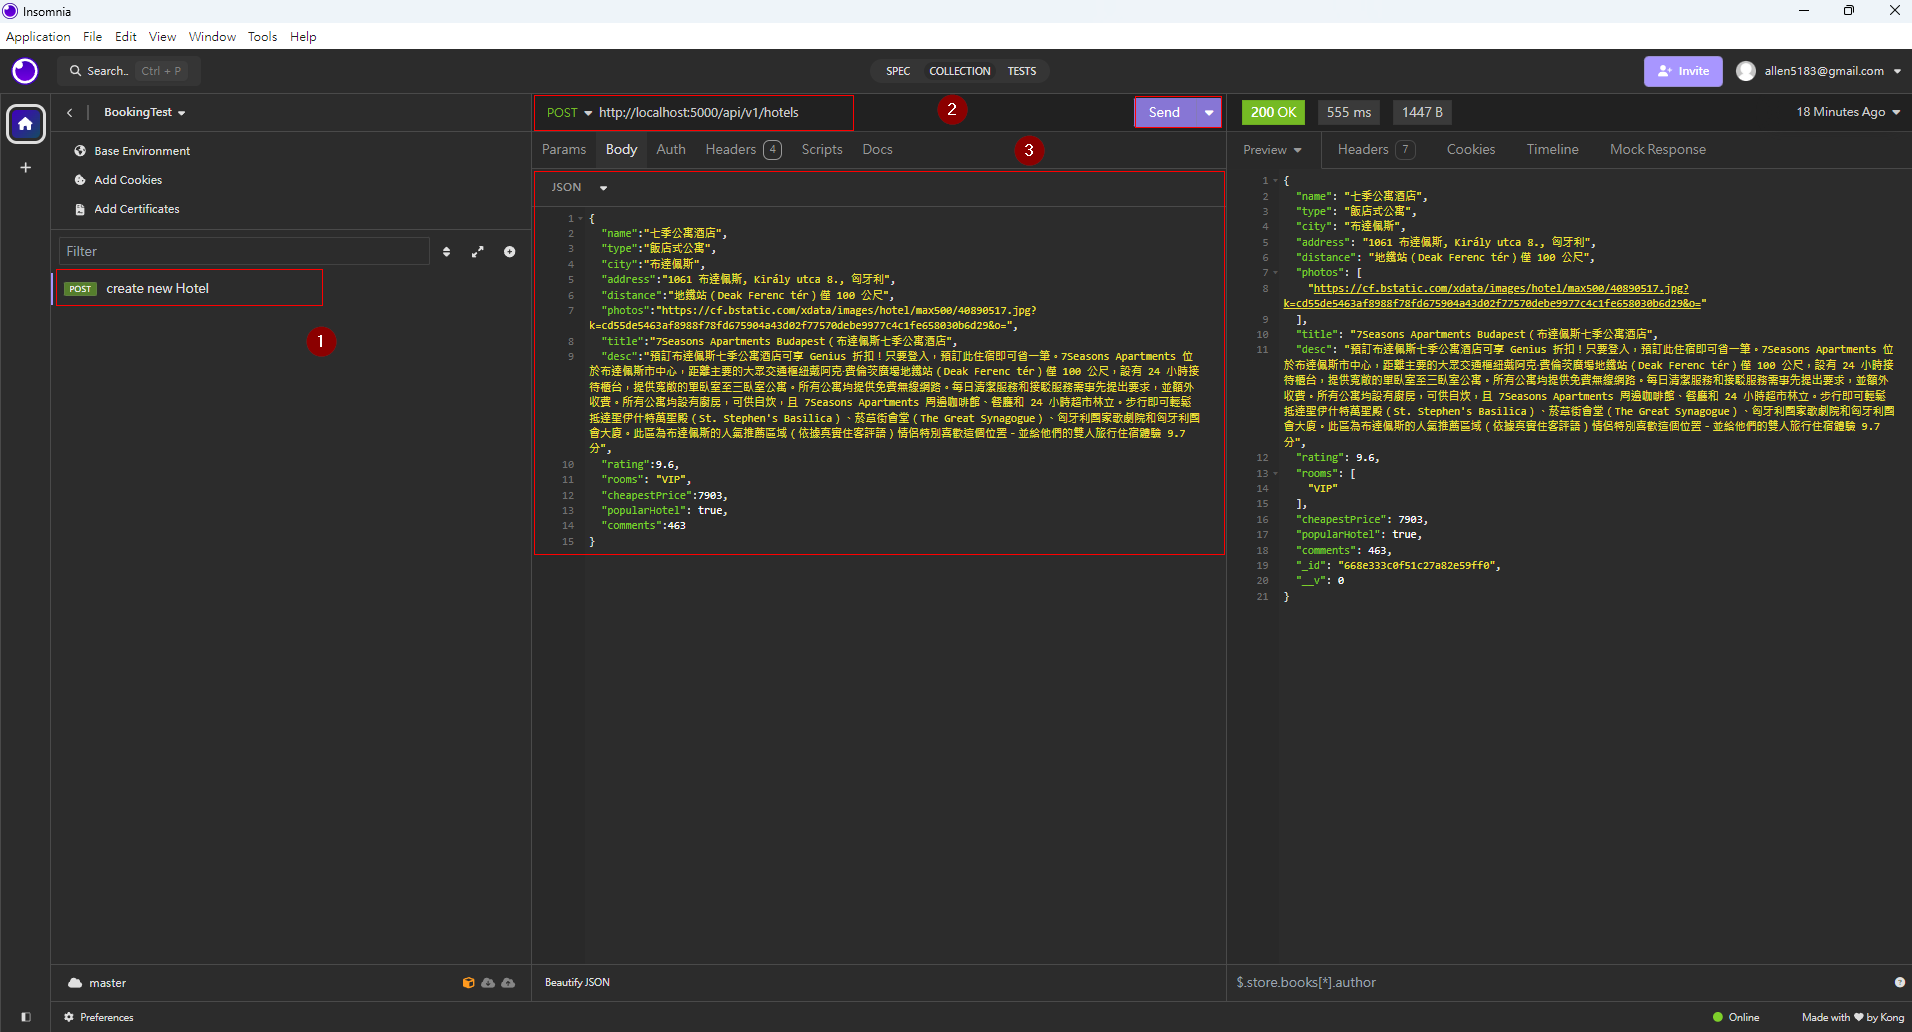 Insomnia
Application File Edit View Window Tools Help
Search.. Ctrl + P
SPEC COLLECTION TESTS
Invite allen5183@gmail.com
BookingTest
Base Environment
Add Cookies
Add Certificates
Filter
POST create new Hotel
1
POST http://localhost:5000/api/v1/hotels
2
Send
Params Body Auth Headers 4 Scripts Docs
3
JSON
1 {
2 "name":"七季公寓酒店",
3 "type":"飯店式公寓",
4 "city":"布達佩斯",
5 "address":"1061 布達佩斯, Király utca 8., 匈牙利",
6 "distance":"地鐵站（Deak Ferenc tér）僅 100 公尺",
7 "photos":"https://cf.bstatic.com/xdata/images/hotel/max500/40890517.jpg?
k=cd55de5463af8988f78fd675904a43d02f77570debe9977c4c1fe658030b6d29&o=",
8 "title":"7Seasons Apartments Budapest（布達佩斯七季公寓酒店",
9 "desc":"預訂布達佩斯七季公寓酒店可享 Genius 折扣！只要登入，預訂此住宿即可省一筆。7Seasons Apartments 位
於布達佩斯市中心，距離主要的大眾交通樞紐戴阿克·費倫茨廣場地鐵站（Deak Ferenc tér）僅 100 公尺，設有 24 小時接
待櫃台，提供寬敞的單臥室至三臥室公寓。所有公寓均提供免費無線網路。每日清潔服務和接駁服務需事先提出要求，並額外
收費。所有公寓均設有廚房，可供自炊，且 7Seasons Apartments 周邊咖啡館、餐廳和 24 小時超市林立。步行即可輕鬆
抵達聖伊什特萬聖殿（St. Stephen's Basilica）、菸草街會堂（The Great Synagogue）、匈牙利國家歌劇院和匈牙利國
會大廈。此區為布達佩斯的人氣推薦區域（依據真實住客評語）情侶特別喜歡這個位置－並給他們的雙人旅行住宿體驗 9.7
分",
10 "rating":9.6,
11 "rooms": "VIP",
12 "cheapestPrice":7903,
13 "popularHotel": true,
14 "comments":463
15 }
200 OK 555 ms 1447 B 18 Minutes Ago
Preview Headers 7 Cookies Timeline Mock Response
1 {
2 "name": "七季公寓酒店",
3 "type": "飯店式公寓",
4 "city": "布達佩斯",
5 "address": "1061 布達佩斯, Király utca 8., 匈牙利",
6 "distance": "地鐵站（Deak Ferenc tér）僅 100 公尺",
7 "photos": [
8 "https://cf.bstatic.com/xdata/images/hotel/max500/40890517.jpg?
k=cd55de5463af8988f78fd675904a43d02f77570debe9977c4c1fe658030b6d29&o="
9 ],
10 "title": "7Seasons Apartments Budapest（布達佩斯七季公寓酒店",
11 "desc": "預訂布達佩斯七季公寓酒店可享 Genius 折扣！只要登入，預訂此住宿即可省一筆。7Seasons Apartments 位
於布達佩斯市中心，距離主要的大眾交通樞紐戴阿克·費倫茨廣場地鐵站（Deak Ferenc tér）僅 100 公尺，設有 24 小時接
待櫃台，提供寬敞的單臥室至三臥室公寓。所有公寓均提供免費無線網路。每日清潔服務和接駁服務需事先提出要求，並額外
收費。所有公寓均設有廚房，可供自炊，且 7Seasons Apartments 周邊咖啡館、餐廳和 24 小時超市林立。步行即可輕鬆
抵達聖伊什特萬聖殿（St. Stephen's Basilica）、菸草街會堂（The Great Synagogue）、匈牙利國家歌劇院和匈牙利國
會大廈。此區為布達佩斯的人氣推薦區域（依據真實住客評語）情侶特別喜歡這個位置－並給他們的雙人旅行住宿體驗 9.7
分",
12 "rating": 9.6,
13 "rooms": [
14 "VIP"
15 ],
16 "cheapestPrice": 7903,
17 "popularHotel": true,
18 "comments": 463,
19 "_id": "668e333c0f51c27a82e59ff0",
20 "__v": 0
21 }
master
Beautify JSON
$.store.books[*].author
Preferences
Online
Made with ♥ by Kong